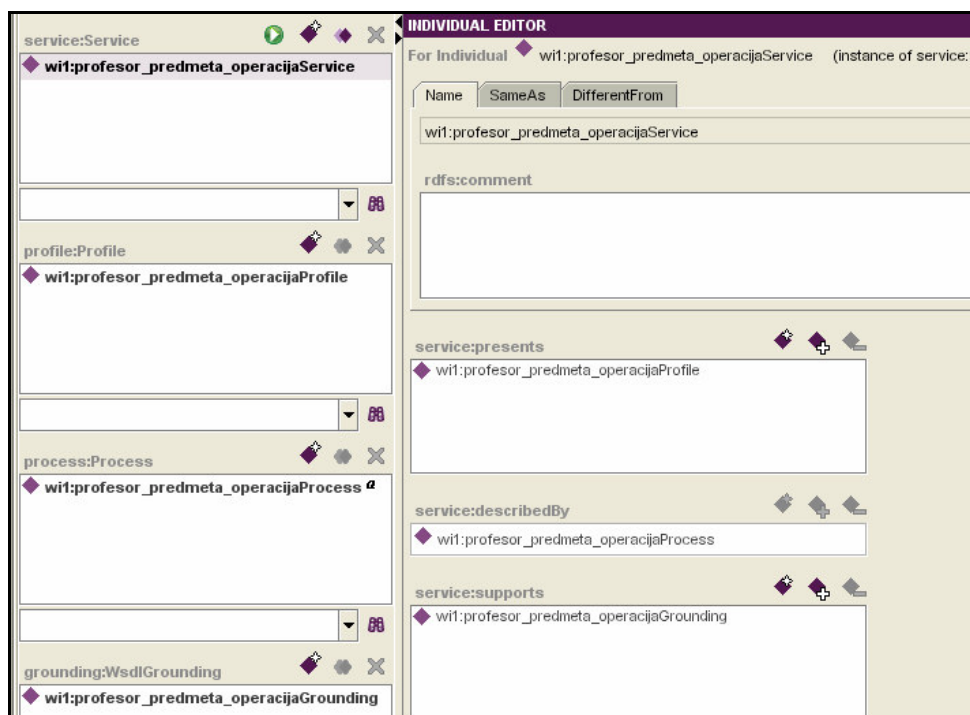 service:Service
wi1:profesor_predmeta_operacijaService
profile:Profile
wi1:profesor_predmeta_operacijaProfile
process:Process
wi1:profesor_predmeta_operacijaProcess a
grounding:WsdlGrounding
wi1:profesor_predmeta_operacijaGrounding
INDIVIDUAL EDITOR
For Individual wi1:profesor_predmeta_operacijaService (instance of service:
Name SameAs DifferentFrom
wi1:profesor_predmeta_operacijaService
rdfs:comment
service:presents
wi1:profesor_predmeta_operacijaProfile
service:describedBy
wi1:profesor_predmeta_operacijaProcess
service:supports
wi1:profesor_predmeta_operacijaGrounding